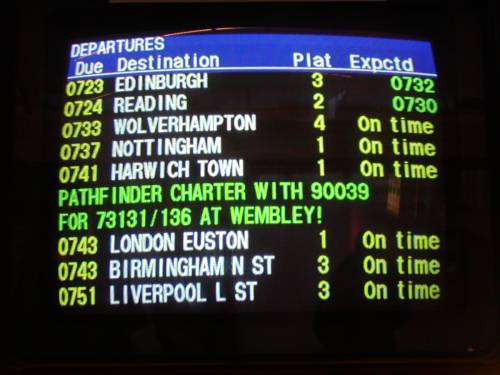 DEPARTURES
Due Destination Plat Expctd
0723 EDINBURGH 3 0732
0724 READING 2 0730
0733 WOLVERHAMPTON 4 On time
0737 NOTTINGHAM 1 On time
0741 HARWICH TOWN 1 On time
PATHFINDER CHARTER WITH 90039
FOR 73131/136 AT WEMBLEY!
0743 LONDON EUSTON 1 On time
0743 BIRMINGHAM N ST 3 On time
0751 LIVERPOOL L ST 3 On time